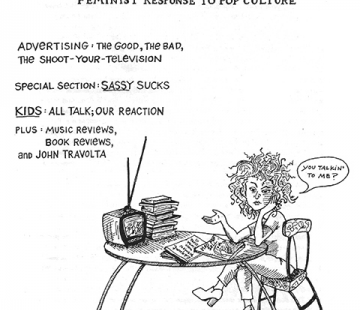 FEMINIST RESPONSE TO POP CULTURE
ADVERTISING: THE GOOD, THE BAD,
THE SHOOT-YOUR-TELEVISION
SPECIAL SECTION: SASSY SUCKS
KIDS: ALL TALK; OUR REACTION
PLUS: MUSIC REVIEWS,
BOOK REVIEWS,
and JOHN TRAVOLTA
YOU TALKIN'
TO ME?